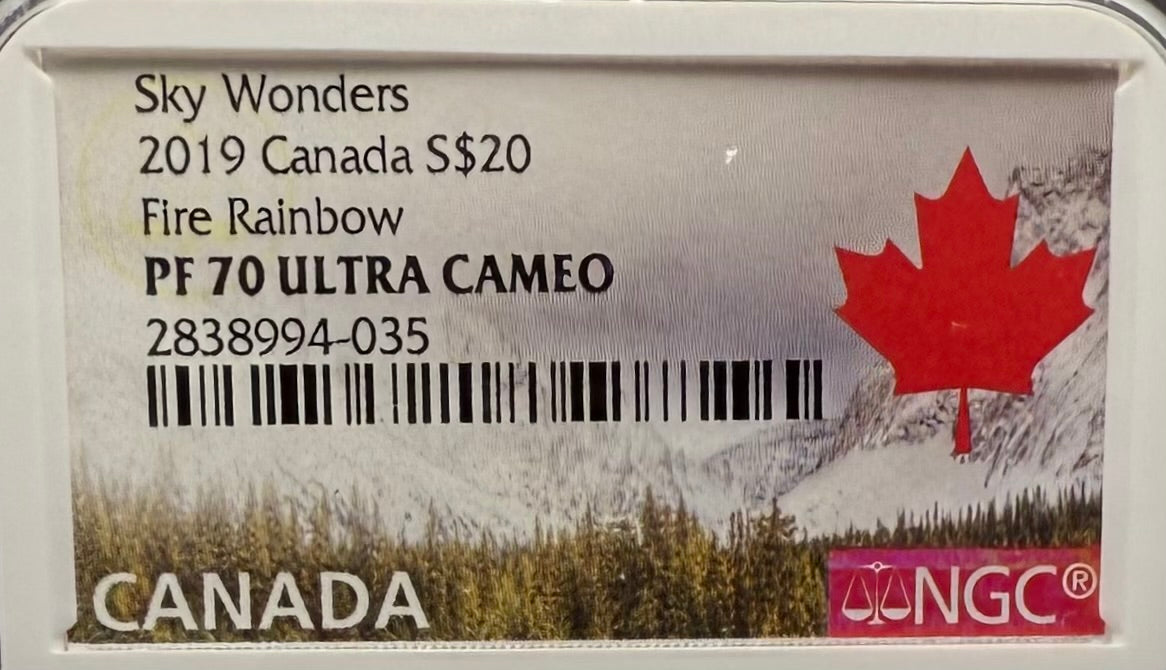 Sky Wonders
2019 Canada S$20
Fire Rainbow
PF 70 ULTRA CAMEO
2838994-035
CANADA
NGC®